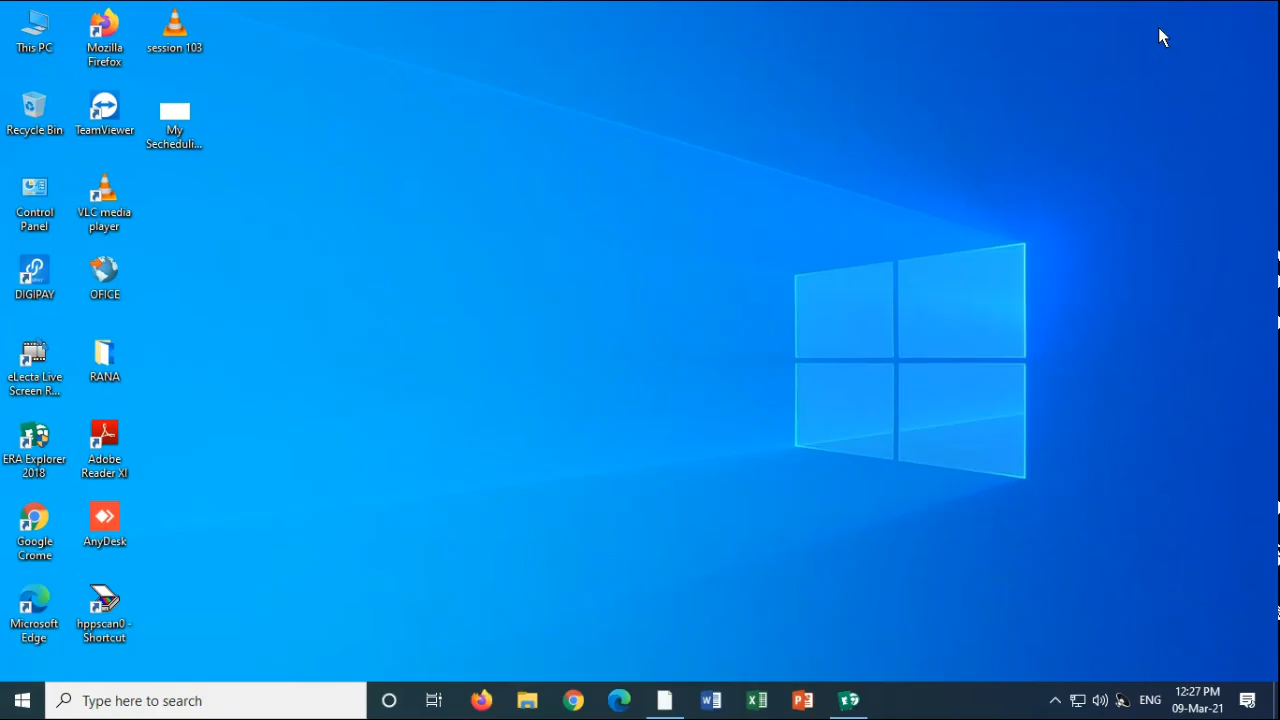 This PC
Mozilla
Firefox
session 103
Recycle Bin
TeamViewer
My
Secheduli...
Control
Panel
VLC media
player
DIGIPAY
OFICE
eLecta Live
Screen R...
RANA
ERA Explorer
2018
Adobe
Reader XI
Google
Crome
AnyDesk
Microsoft
Edge
hppscan0 -
Shortcut
Type here to search
ENG
12:27 PM
09-Mar-21